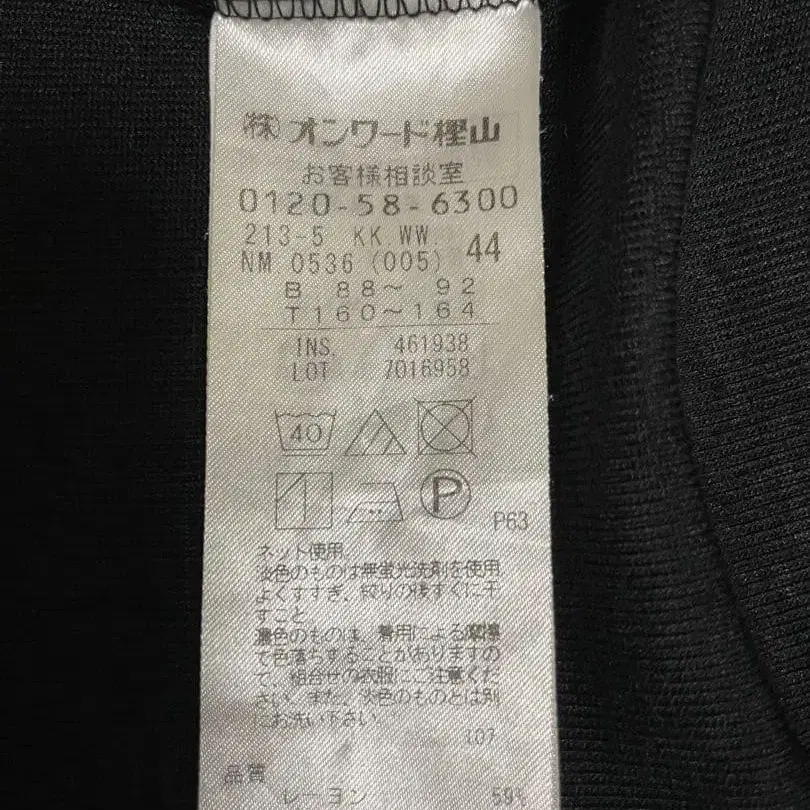 (株)オンワード樫山
お客様相談室
0120-58-6300
213-5 KK.WW. 44
NM 0536 (005)
B 88～ 92
T 160～164
INS. 461938
LOT 7016958
40
P
P63
ネット使用.
淡色のものは無蛍光洗剤を使用
よくすすぎ、絞りの後すぐに干
すこと
濃色のものは、着用による摩擦
で色落ちすることがありますの
で、組合せの衣服にご注意くだ
さい。また、淡色のものとは別
にお洗い下さい.
107
品質
レーヨン 59%